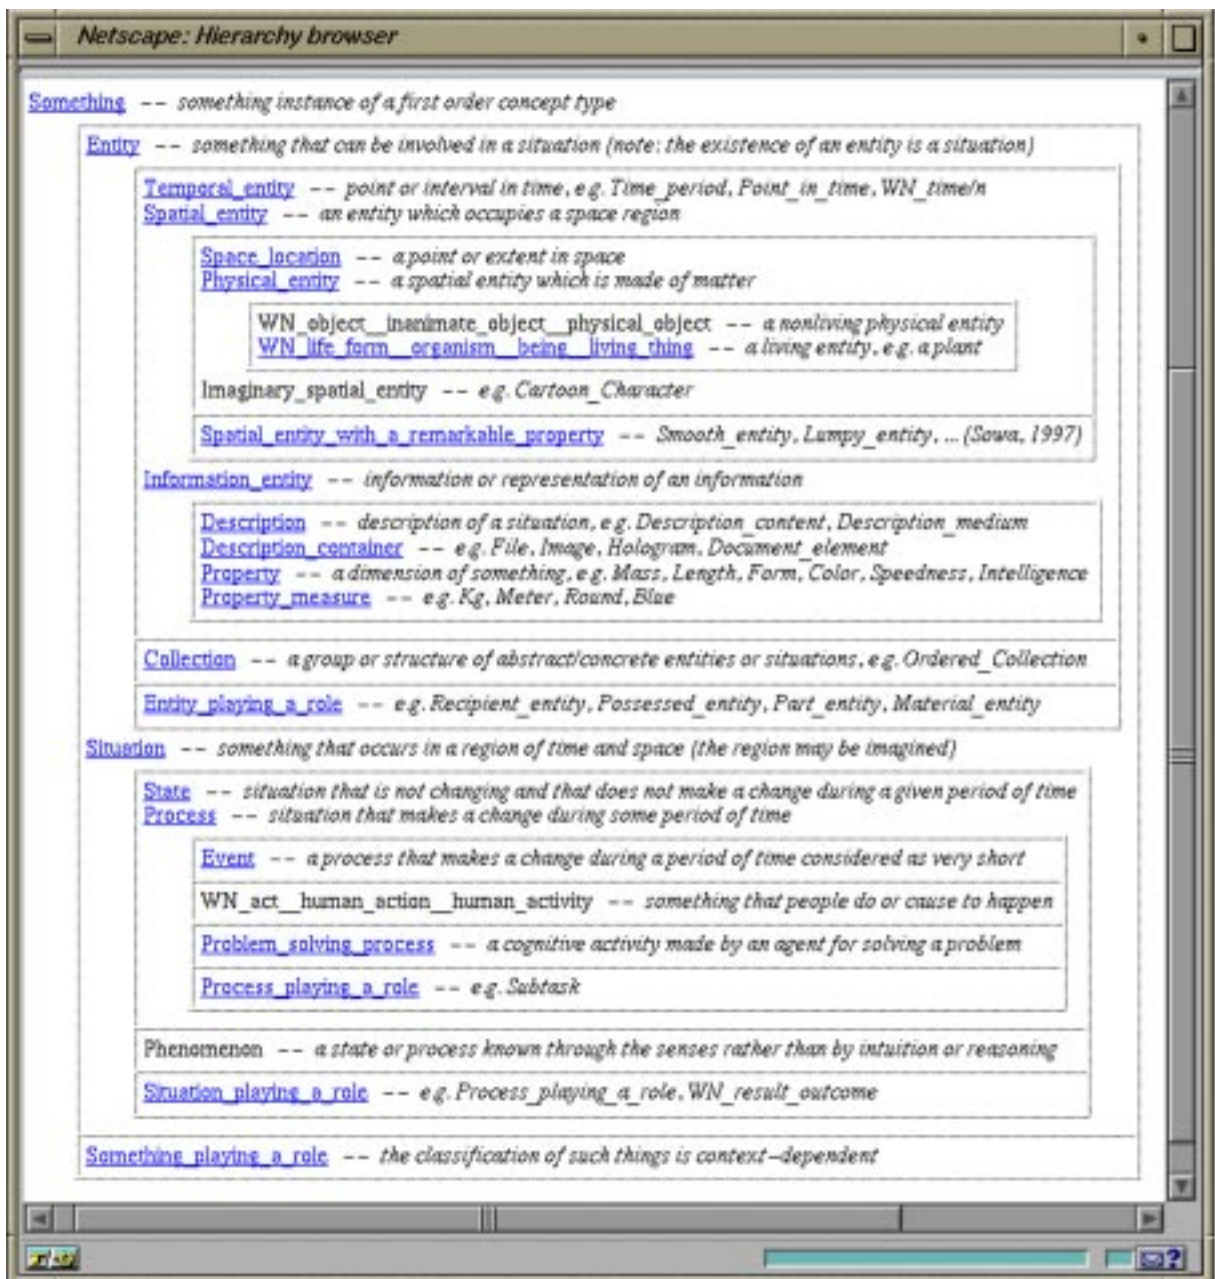 Netscape: Hierarchy browser
Something -- something instance of a first order concept type
Entity -- something that can be involved in a situation (note: the existence of an entity is a situation)
Temporal_entity -- point or interval in time, e.g. Time_period, Point_in_time, WN_time/n
Spatial_entity -- an entity which occupies a space region
Space_location -- a point or extent in space
Physical_entity -- a spatial entity which is made of matter
WN_object__inanimate_object__physical_object -- a nonliving physical entity
WN_life_form__organism__being__living_thing -- a living entity, e.g. a plant
Imaginary_spatial_entity -- e.g. Cartoon_Character
Spatial_entity_with_a_remarkable_property -- Smooth_entity, Lumpy_entity, ... (Sowa, 1997)
Information_entity -- information or representation of an information
Description -- description of a situation, e.g. Description_content, Description_medium
Description_container -- e.g. File, Image, Hologram, Document_element
Property -- a dimension of something, e.g. Mass, Length, Form, Color, Speedness, Intelligence
Property_measure -- e.g. Kg, Meter, Round, Blue
Collection -- a group or structure of abstract/concrete entities or situations, e.g. Ordered_Collection
Entity_playing_a_role -- e.g. Recipient_entity, Possessed_entity, Part_entity, Material_entity
Situation -- something that occurs in a region of time and space (the region may be imagined)
State -- situation that is not changing and that does not make a change during a given period of time
Process -- situation that makes a change during some period of time
Event -- a process that makes a change during a period of time considered as very short
WN_act__human_action__human_activity -- something that people do or cause to happen
Problem_solving_process -- a cognitive activity made by an agent for solving a problem
Process_playing_a_role -- e.g. Subtask
Phenomenon -- a state or process known through the senses rather than by intuition or reasoning
Situation_playing_a_role -- e.g. Process_playing_a_role, WN_result_outcome
Something_playing_a_role -- the classification of such things is context-dependent
?